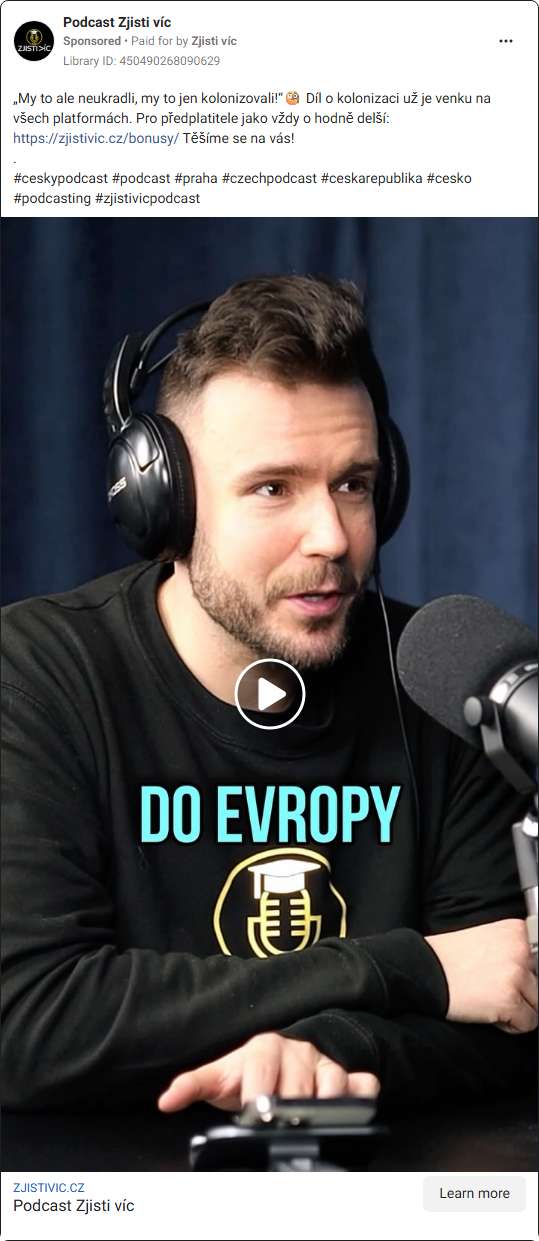 Podcast Zjisti víc
Sponsored • Paid for by Zjisti víc
Library ID: 450490268090629
ZJISTIVÍC
„My to ale neukradli, my to jen kolonizovali!“🧐 Díl o kolonizaci už je venku na
všech platformách. Pro předplatitele jako vždy o hodně delší:
https://zjistivic.cz/bonusy/ Těšíme se na vás!
.
#ceskypodcast #podcast #praha #czechpodcast #ceskarepublika #cesko
#podcasting #zjistivicpodcast
DO EVROPY
ZJISTIVIC.CZ
Podcast Zjisti víc
Learn more